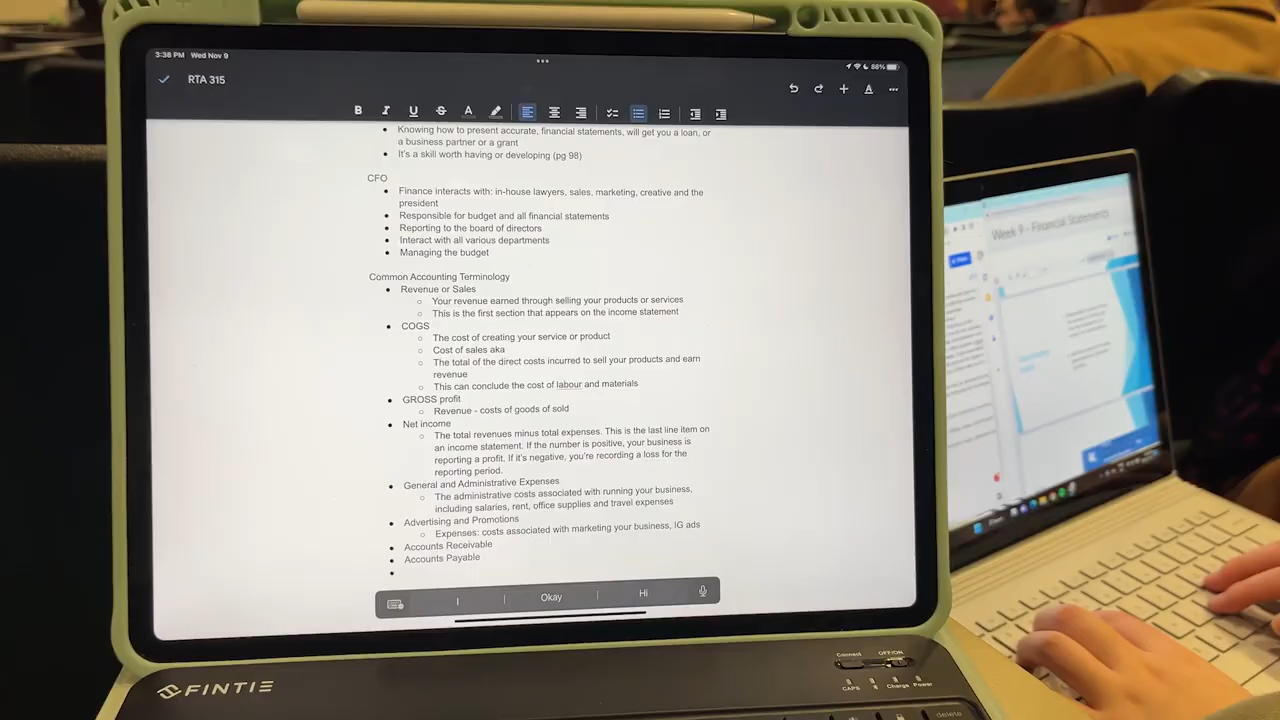 3:38 PM Wed Nov 9
88%
RTA 315
B I U S A
Knowing how to present accurate, financial statements, will get you a loan, or
a business partner or a grant
It's a skill worth having or developing (pg 98)
CFO
Finance interacts with: in-house lawyers, sales, marketing, creative and the
president
Responsible for budget and all financial statements
Reporting to the board of directors
Interact with all various departments
Managing the budget
Common Accounting Terminology
Revenue or Sales
Your revenue earned through selling your products or services
This is the first section that appears on the income statement
COGS
The cost of creating your service or product
Cost of sales aka
The total of the direct costs incurred to sell your products and earn
revenue
This can conclude the cost of labour and materials
GROSS profit
Revenue - costs of goods of sold
Net income
The total revenues minus total expenses. This is the last line item on
an income statement. If the number is positive, your business is
reporting a profit. If it's negative, you're recording a loss for the
reporting period.
General and Administrative Expenses
The administrative costs associated with running your business,
including salaries, rent, office supplies and travel expenses
Advertising and Promotions
Expenses: costs associated with marketing your business, IG ads
Accounts Receivable
Accounts Payable
I Okay Hi
FINTIE
Connect OFF/ON
CAPS Charge Power
delete
Week 9 - Financial Statements